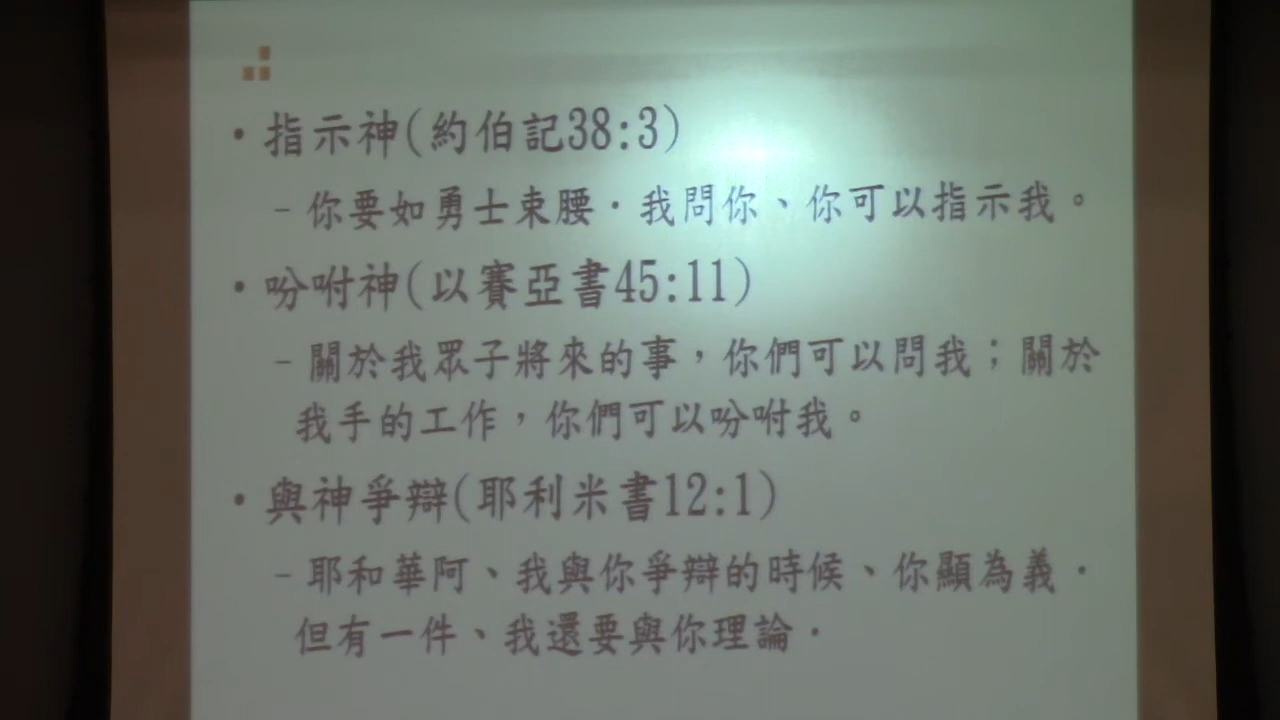 • 指示神(約伯記38:3)
– 你要如勇士束腰．我問你、你可以指示我。
• 吩咐神(以賽亞書45:11)
– 關於我眾子將來的事，你們可以問我；關於
我手的工作，你們可以吩咐我。
• 與神爭辯(耶利米書12:1)
– 耶和華阿、我與你爭辯的時候、你顯為義．
但有一件、我還要與你理論．